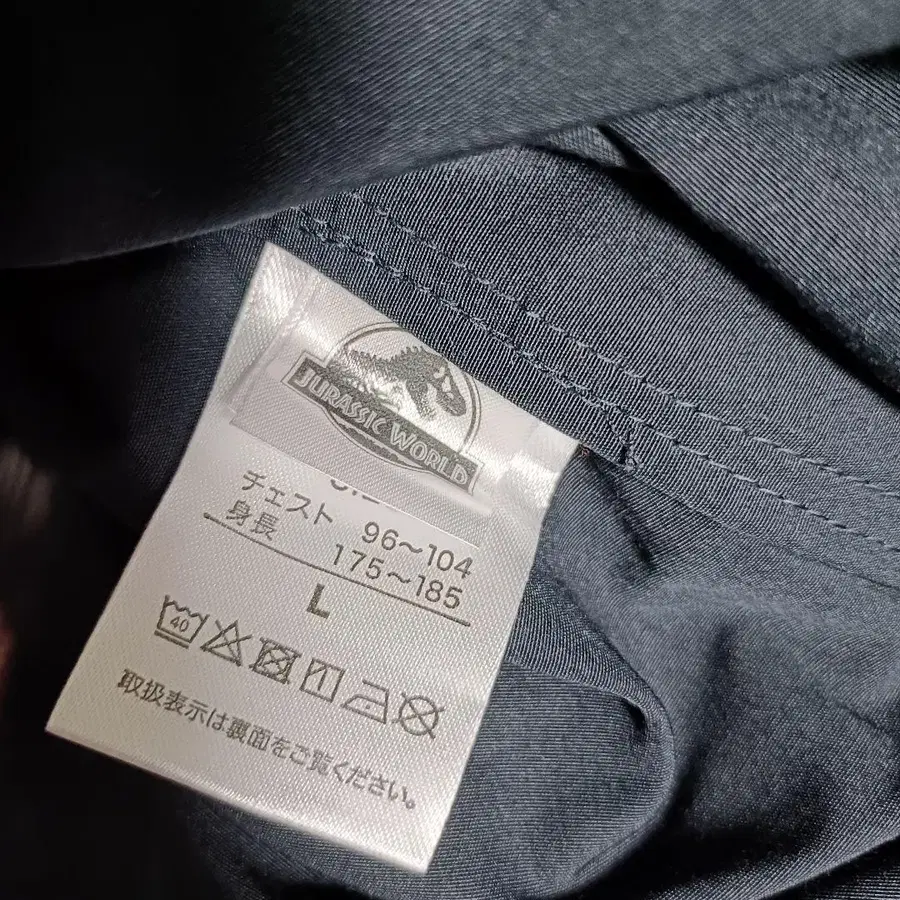 JURASSIC WORLD
チェスト 96～104
身長 175～185
L
40
取扱表示は裏面をご覧ください。